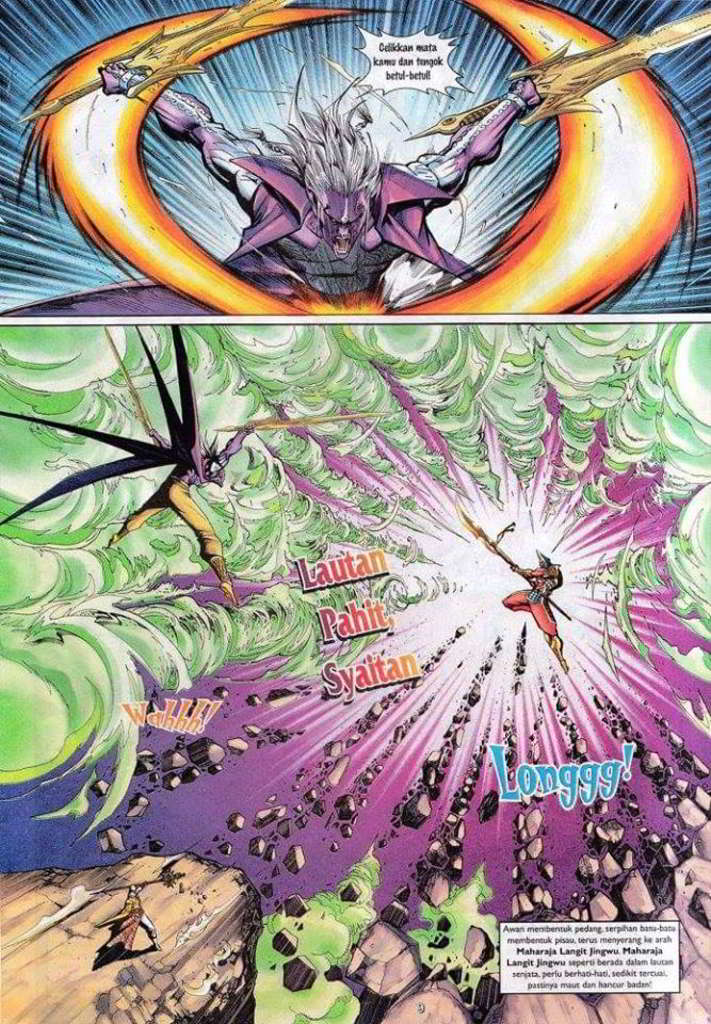 Celikkan mata
kamu dan tengok
betul-betul!
Lautan
Pahit,
Syaitan
Wahhh!
Longgg!
Awan membentuk pedang, serpihan batu-batu
membentuk pisau, terus menyerang ke arah
Maharaja Langit Jingwu. Maharaja
Langit Jingwu seperti berada dalam lautan
senjata, perlu berhati-hati, sedikit tercuai,
pastinya maut dan hancur badan!
9